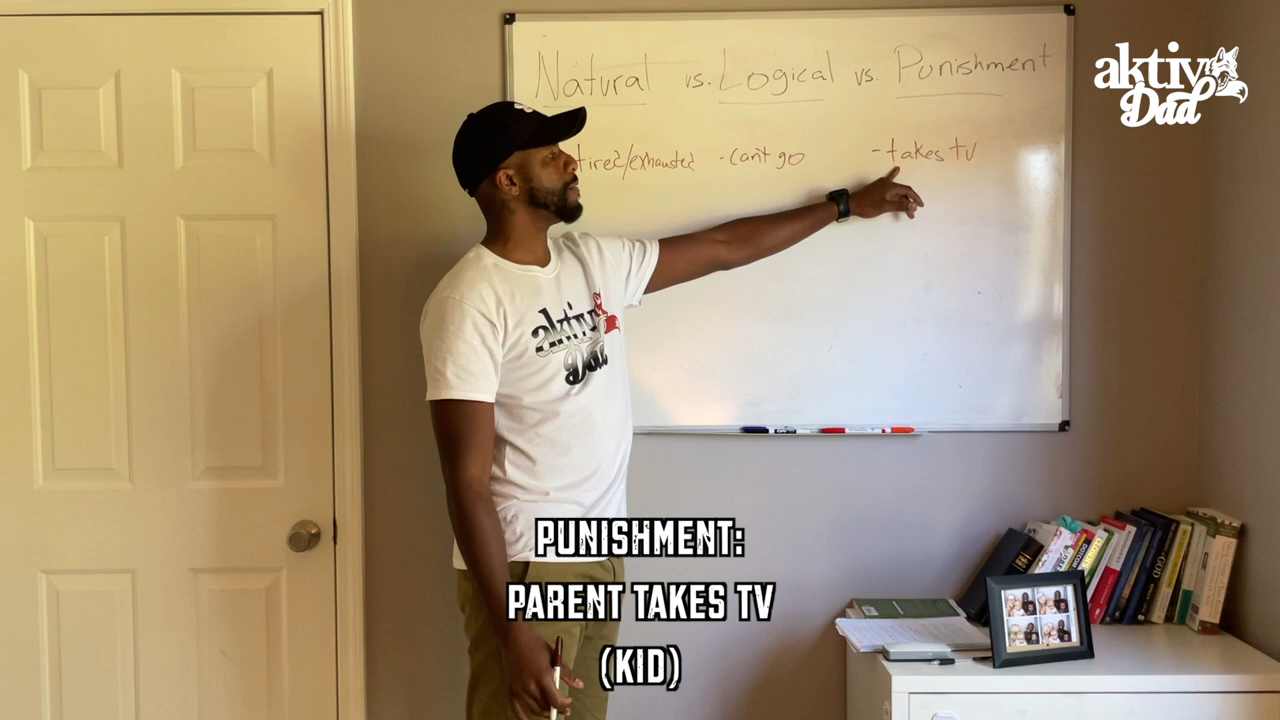 Natural vs. Logical vs. Punishment
tired/exhausted - can't go - takes tv
aktiv
Dad
aktiv
Dad
PUNISHMENT:
PARENT TAKES TV
(KID)
GOD